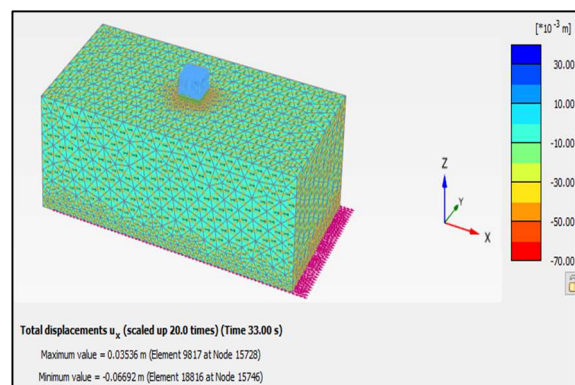 [*10⁻³ m]
30.00
10.00
-10.00
-30.00
-50.00
-70.00
Z
Y
X
Total displacements uₓ (scaled up 20.0 times) (Time 33.00 s)
Maximum value = 0.03536 m (Element 9817 at Node 15728)
Minimum value = -0.06692 m (Element 18816 at Node 15746)